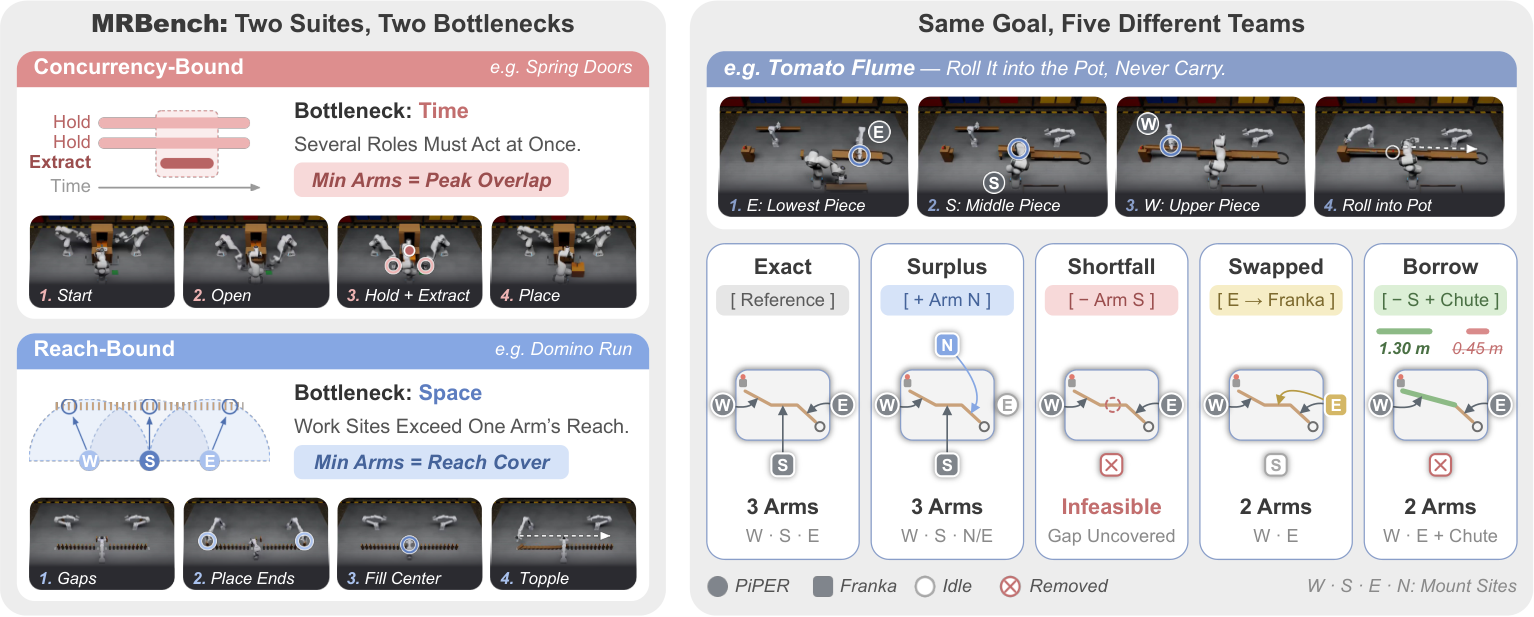 MRBench: Two Suites, Two Bottlenecks
Concurrency-Bound
e.g. Spring Doors
Hold
Hold
Extract
Time
Bottleneck: Time
Several Roles Must Act at Once.
Min Arms = Peak Overlap
1. Start
2. Open
3. Hold + Extract
4. Place
Reach-Bound
e.g. Domino Run
W
S
E
Bottleneck: Space
Work Sites Exceed One Arm's Reach.
Min Arms = Reach Cover
1. Gaps
2. Place Ends
3. Fill Center
4. Topple
Same Goal, Five Different Teams
e.g. Tomato Flume — Roll It into the Pot, Never Carry.
E
1. E: Lowest Piece
S
2. S: Middle Piece
W
3. W: Upper Piece
4. Roll into Pot
Exact
[ Reference ]
W
E
S
3 Arms
W · S · E
Surplus
[ + Arm N ]
N
W
E
S
3 Arms
W · S · N/E
Shortfall
[ − Arm S ]
W
E
Infeasible
Gap Uncovered
Swapped
[ E → Franka ]
W
E
S
2 Arms
W · E
Borrow
[ − S + Chute ]
1.30 m
0.45 m
W
E
2 Arms
W · E + Chute
PiPER
Franka
Idle
Removed
W · S · E · N: Mount Sites